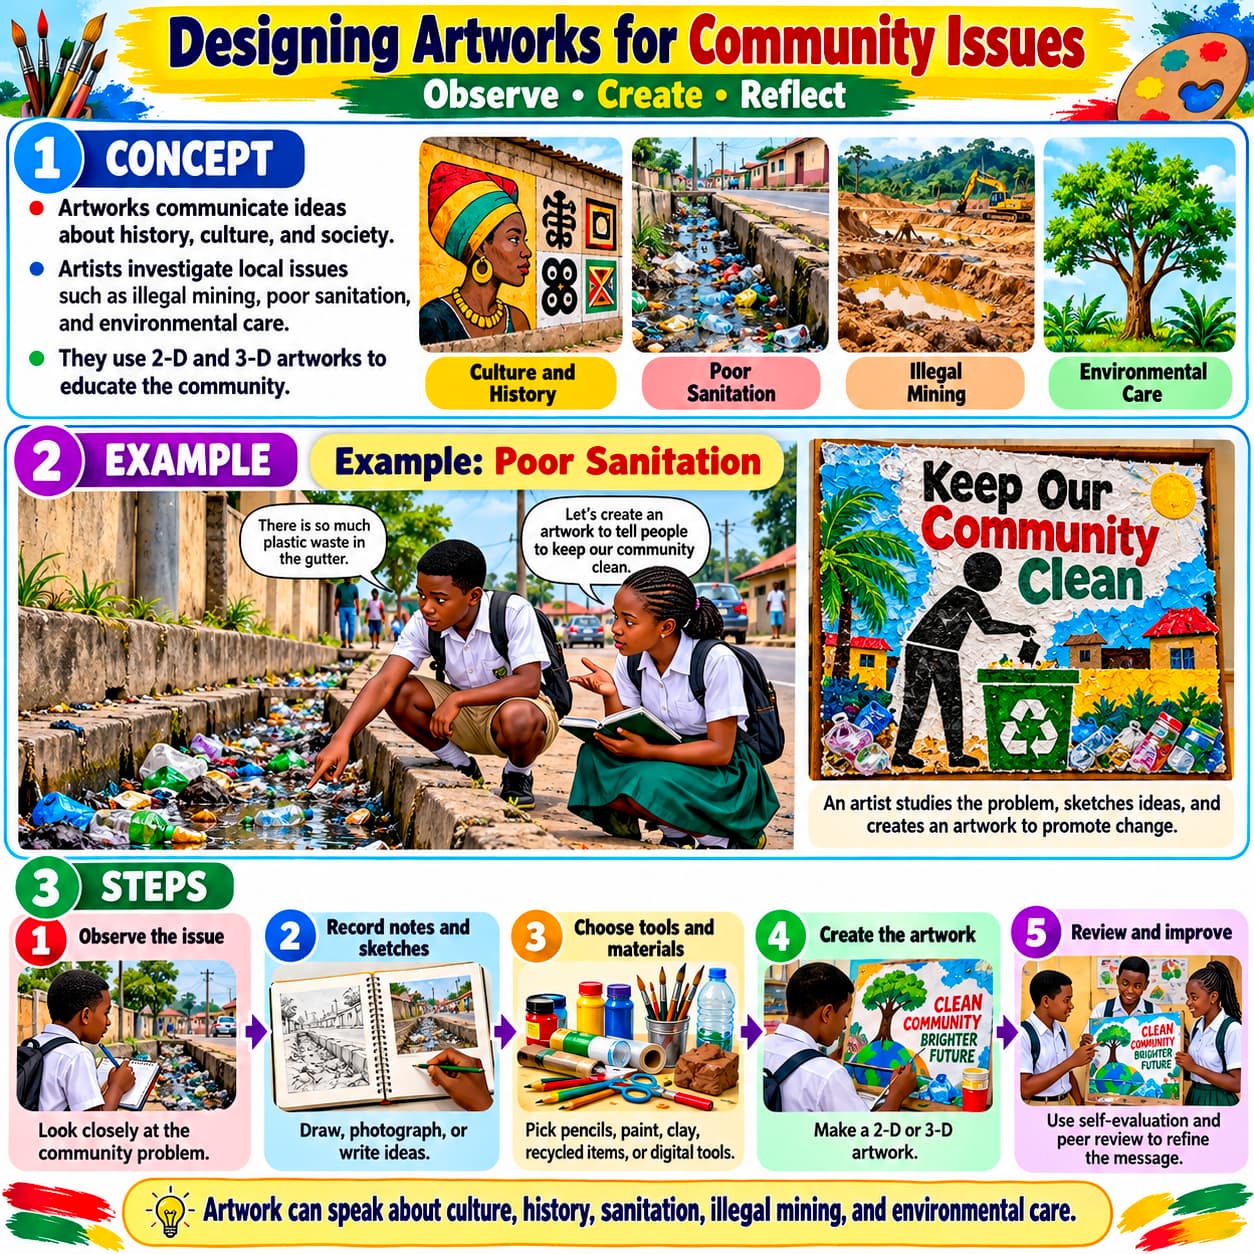 Designing Artworks for Community Issues
Observe • Create • Reflect
1 CONCEPT
• Artworks communicate ideas
about history, culture, and society.
• Artists investigate local issues
such as illegal mining, poor sanitation,
and environmental care.
• They use 2-D and 3-D artworks to
educate the community.
Culture and
History
Poor
Sanitation
Illegal
Mining
Environmental
Care
2 EXAMPLE
Example: Poor Sanitation
There is so much
plastic waste in
the gutter.
Let's create an
artwork to tell people
to keep our community
clean.
Keep Our
Community
Clean
An artist studies the problem, sketches ideas, and
creates an artwork to promote change.
3 STEPS
1 Observe the issue
Look closely at the
community problem.
2 Record notes and
sketches
Draw, photograph, or
write ideas.
3 Choose tools and
materials
Pick pencils, paint, clay,
recycled items, or digital tools.
4 Create the artwork
CLEAN
COMMUNITY
BRIGHTER
FUTURE
Make a 2-D or 3-D
artwork.
5 Review and improve
CLEAN
COMMUNITY
BRIGHTER
FUTURE
Use self-evaluation and
peer review to refine
the message.
Artwork can speak about culture, history, sanitation, illegal mining, and environmental care.